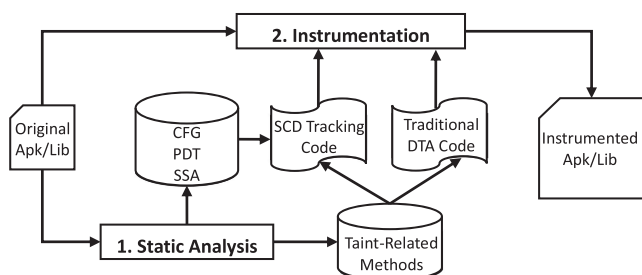 2. Instrumentation
Original
Apk/Lib
CFG
PDT
SSA
SCD Tracking
Code
Traditional
DTA Code
Instrumented
Apk/Lib
1. Static Analysis
Taint-Related
Methods